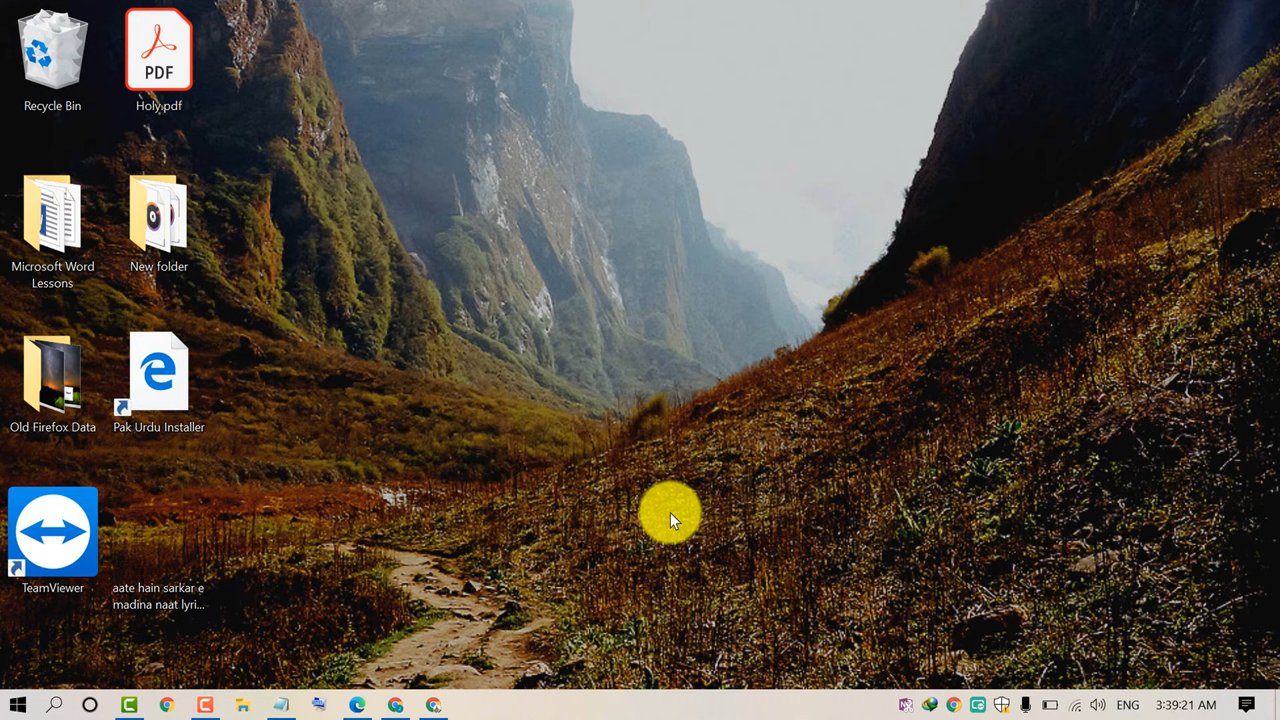 Recycle Bin
PDF
Holy.pdf
Microsoft Word
Lessons
New folder
Old Firefox Data
Pak Urdu Installer
TeamViewer
aate hain sarkar e
madina naat lyri...
ENG
3:39:21 AM